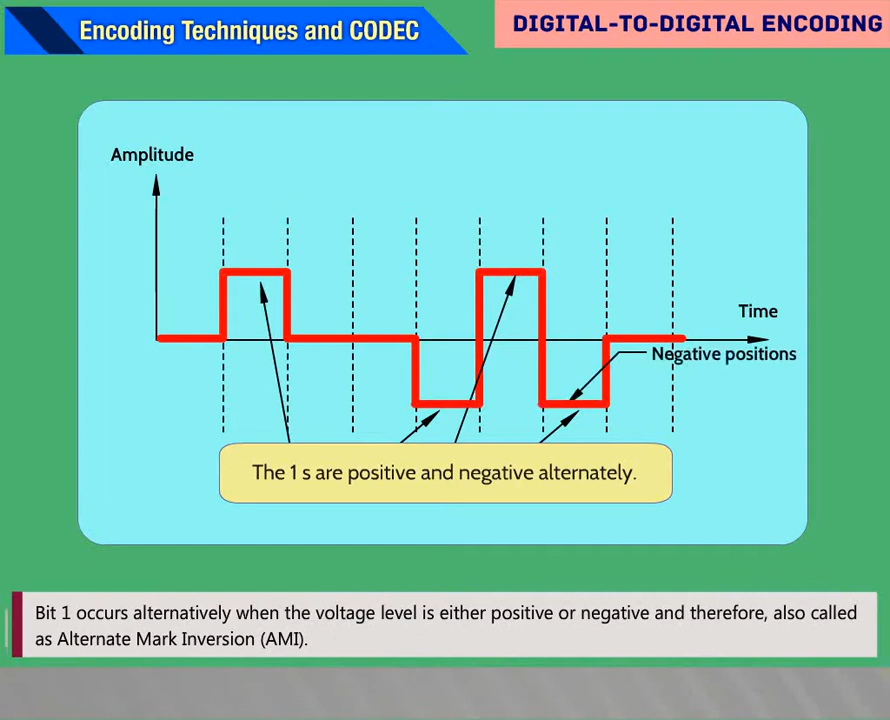 Encoding Techniques and CODEC
DIGITAL-TO-DIGITAL ENCODING
Amplitude
Time
Negative positions
The 1 s are positive and negative alternately.
Bit 1 occurs alternatively when the voltage level is either positive or negative and therefore, also called
as Alternate Mark Inversion (AMI).